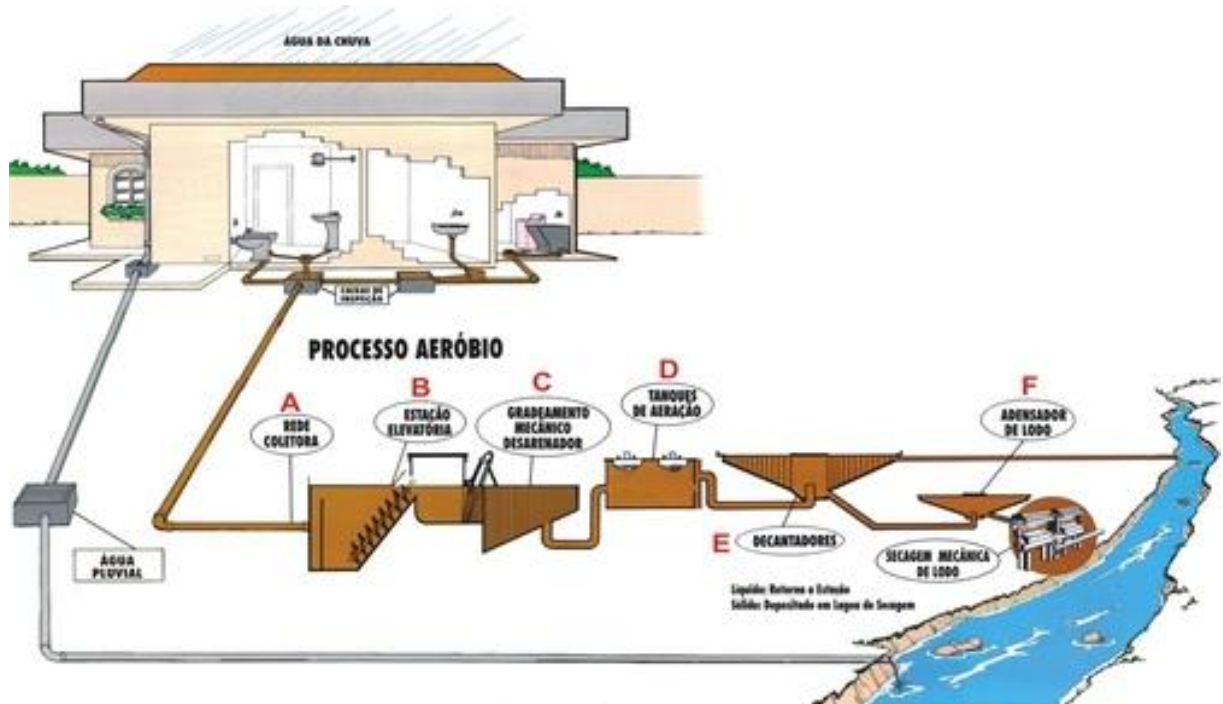 ÁGUA DA CHUVA
CAIXAS DE
INSPEÇÃO
PROCESSO AERÓBIO
A
REDE
COLETORA
B
ESTAÇÃO
ELEVATÓRIA
C
GRADEAMENTO
MECÂNICO
DESARENADOR
D
TANQUES
DE AERAÇÃO
F
ADENSADOR
DE LODO
E
DECANTADORES
SECAGEM MECÂNICA
DE LODO
ÁGUA
PLUVIAL
Líquido: Retorna a Estação
Sólido: Depositado em Lagoa de Secagem